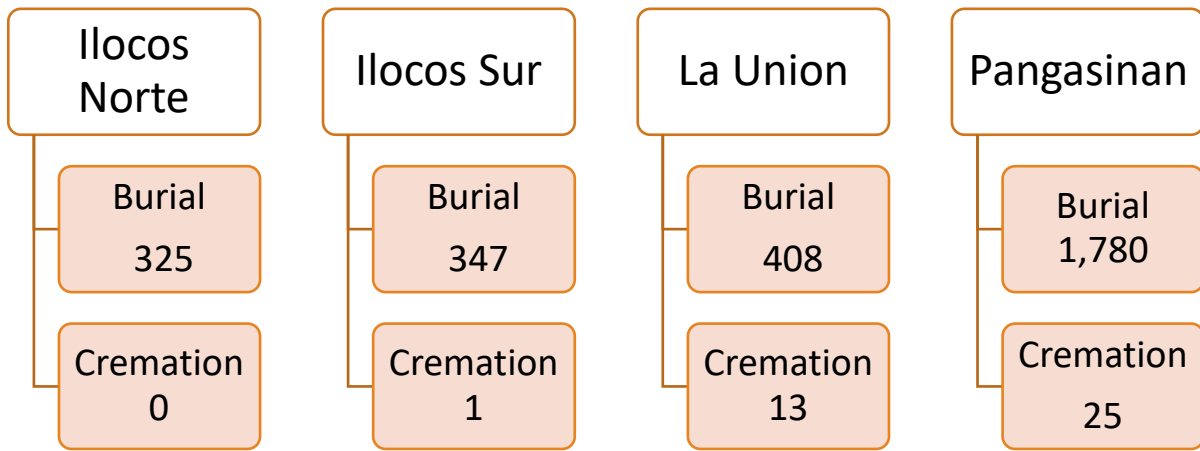 Ilocos
Norte
Burial
325
Cremation
0
Ilocos Sur
Burial
347
Cremation
1
La Union
Burial
408
Cremation
13
Pangasinan
Burial
1,780
Cremation
25